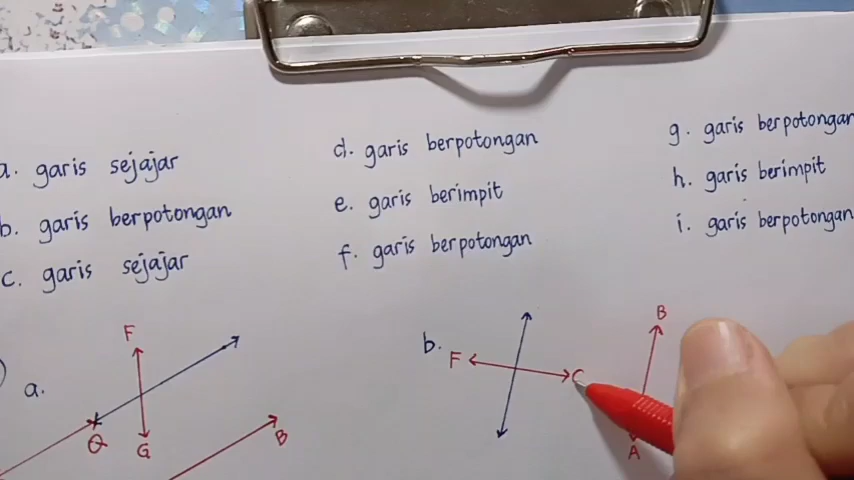 a. garis sejajar
b. garis berpotongan
c. garis sejajar
d. garis berpotongan
e. garis berimpit
f. garis berpotongan
g. garis berpotongan
h. garis berimpit
i. garis berpotongan
a.
F
Q
G
B
b.
F
C
B
A